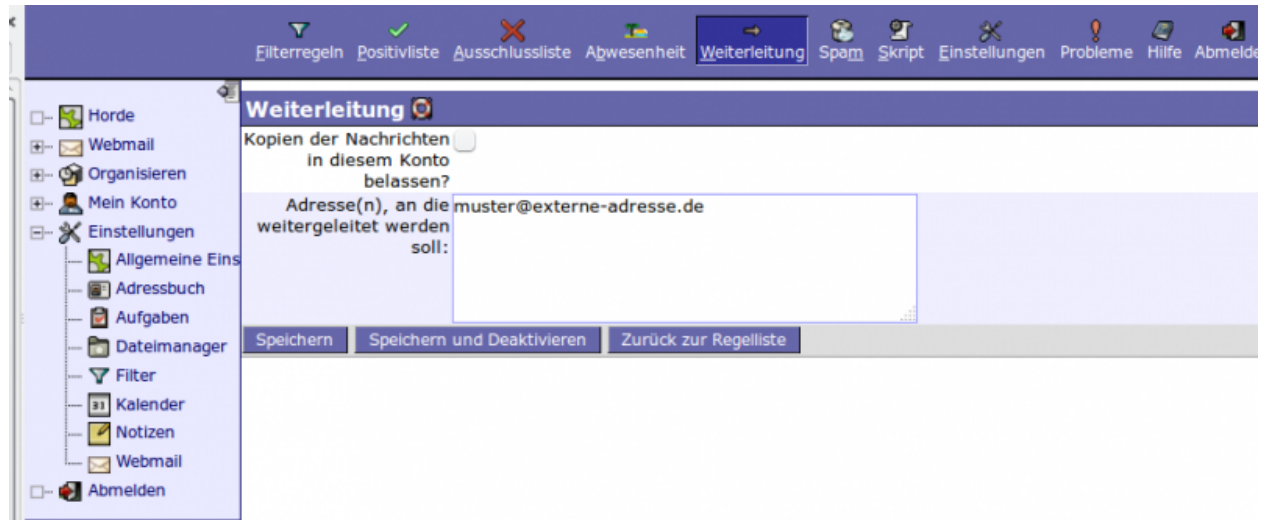 Filterregeln Positivliste Ausschlussliste Abwesenheit Weiterleitung Spam Skript Einstellungen Probleme Hilfe Abmelde
Horde
Webmail
Organisieren
Mein Konto
Einstellungen
Allgemeine Eins
Adressbuch
Aufgaben
Dateimanager
Filter
31 Kalender
Notizen
Webmail
Abmelden
Weiterleitung
Kopien der Nachrichten
in diesem Konto
belassen?
Adresse(n), an die
weitergeleitet werden
soll:
muster@externe-adresse.de
Speichern Speichern und Deaktivieren Zurück zur Regelliste